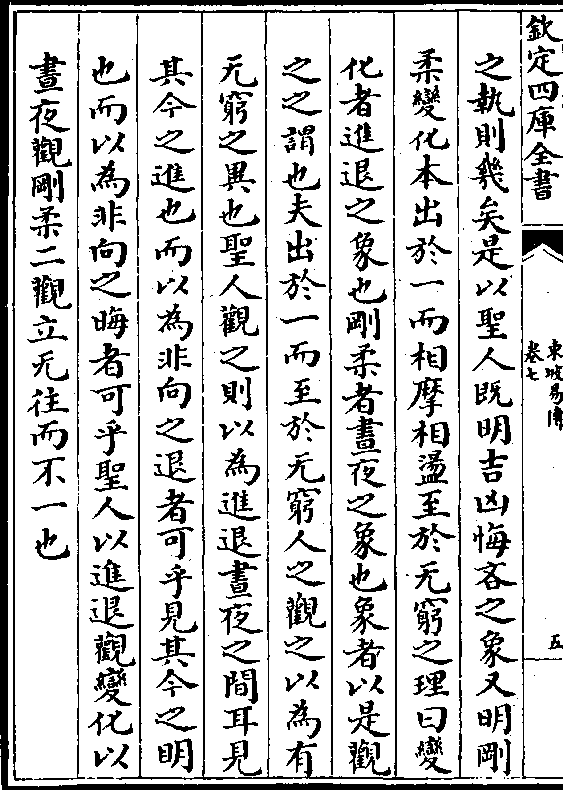 欽定四庫全書
東坡易傳
卷七
五
之執則幾矣是以聖人既明吉凶悔吝之象又明剛
柔變化本出於一而相摩相盪至於无窮之理曰變
化者進退之象也剛柔者晝夜之象也象者以是觀
之之謂也夫出於一而至於无窮人之觀之以為有
无窮之異也聖人觀之則以為進退晝夜之間耳見
其今之進也而以為非向之退者可乎見其今之明
也而以為非向之晦者可乎聖人以進退觀變化以
晝夜觀剛柔二觀立无往而不一也